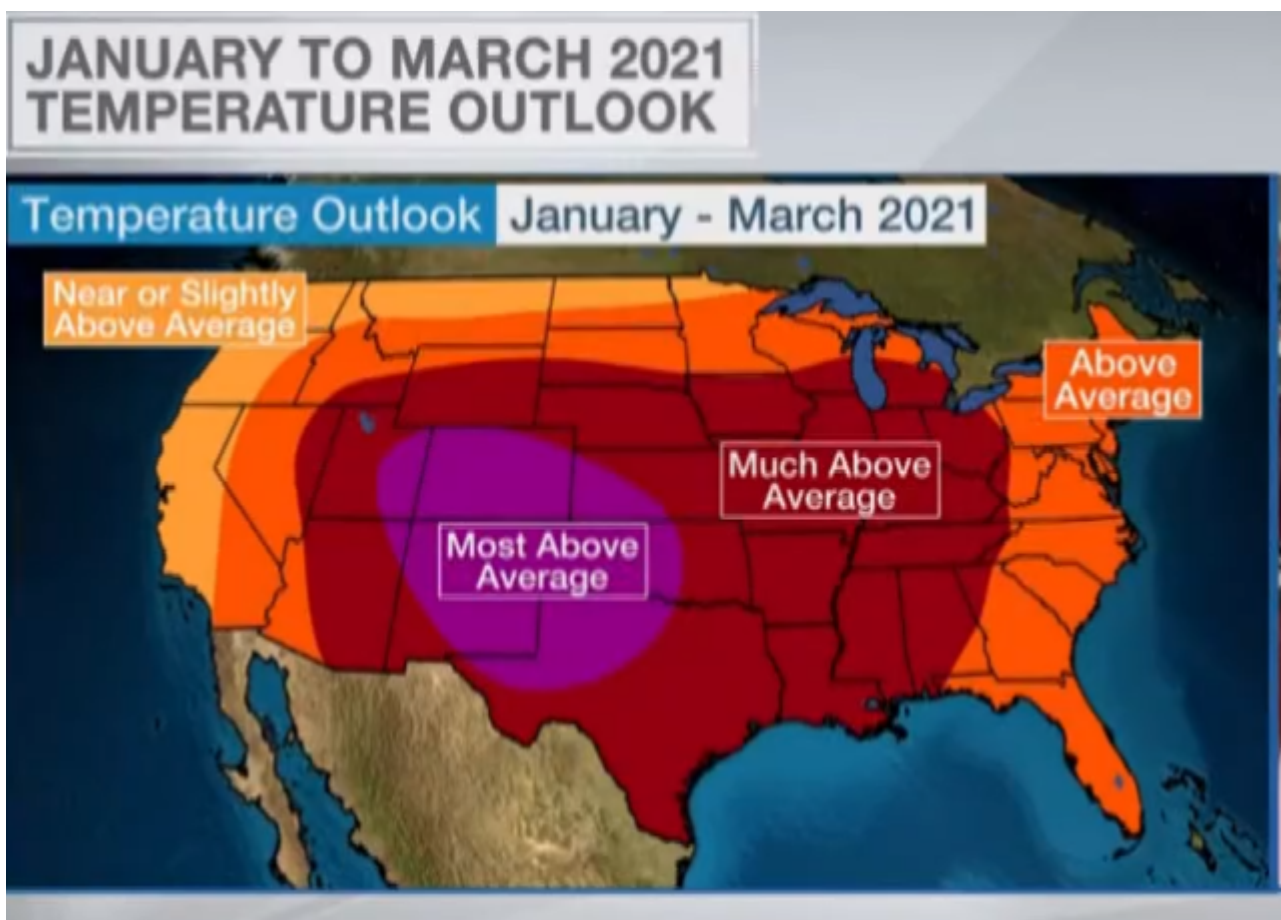 JANUARY TO MARCH 2021
TEMPERATURE OUTLOOK
Temperature Outlook January - March 2021
Near or Slightly
Above Average
Above
Average
Much Above
Average
Most Above
Average